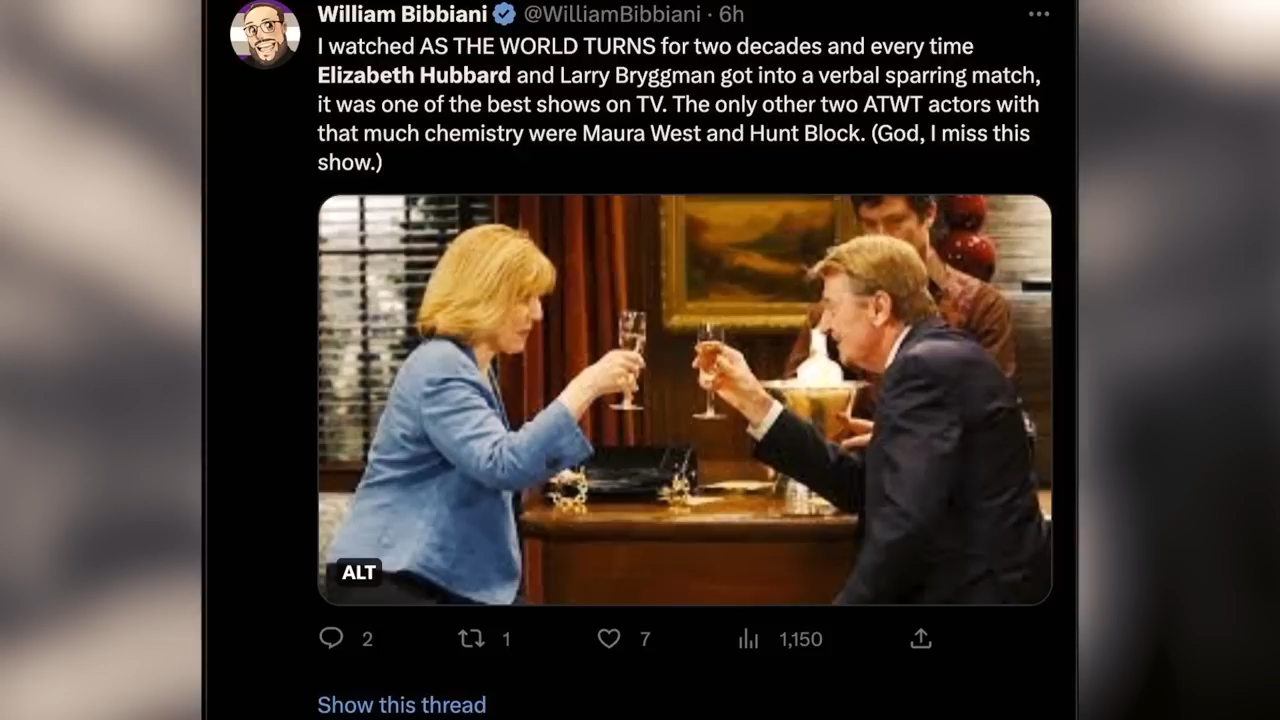 William Bibbiani @WilliamBibbiani · 6h
I watched AS THE WORLD TURNS for two decades and every time
Elizabeth Hubbard and Larry Bryggman got into a verbal sparring match,
it was one of the best shows on TV. The only other two ATWT actors with
that much chemistry were Maura West and Hunt Block. (God, I miss this
show.)
ALT
2 1 7 1,150
Show this thread